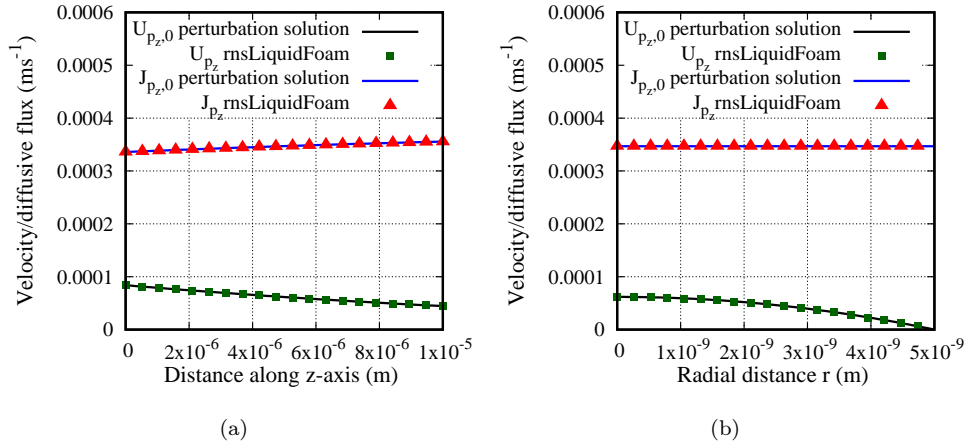 0.0006
0.0005
0.0004
0.0003
0.0002
0.0001
0
Velocity/diffusive flux (ms⁻¹)
U_{p_z,0} perturbation solution
U_{p_z} rnsLiquidFoam
J_{p_z,0} perturbation solution
J_{p_z} rnsLiquidFoam
0 2x10⁻⁶ 4x10⁻⁶ 6x10⁻⁶ 8x10⁻⁶ 1x10⁻⁵
Distance along z-axis (m)
(a)
0.0006
0.0005
0.0004
0.0003
0.0002
0.0001
0
Velocity/diffusive flux (ms⁻¹)
U_{p_z,0} perturbation solution
U_{p_z} rnsLiquidFoam
J_{p_z,0} perturbation solution
J_{p_z} rnsLiquidFoam
0 1x10⁻⁹ 2x10⁻⁹ 3x10⁻⁹ 4x10⁻⁹ 5x10⁻⁹
Radial distance r (m)
(b)